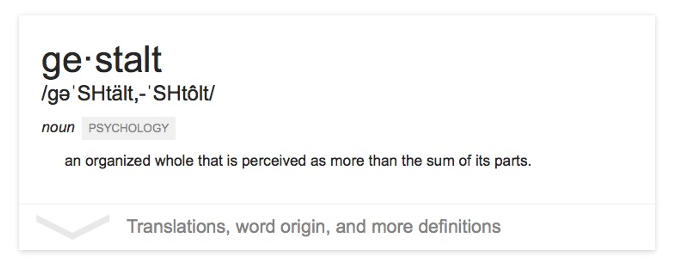 ge·stalt
/ɡəˈSHtält,-ˈSHtôlt/
noun PSYCHOLOGY
an organized whole that is perceived as more than the sum of its parts.
Translations, word origin, and more definitions